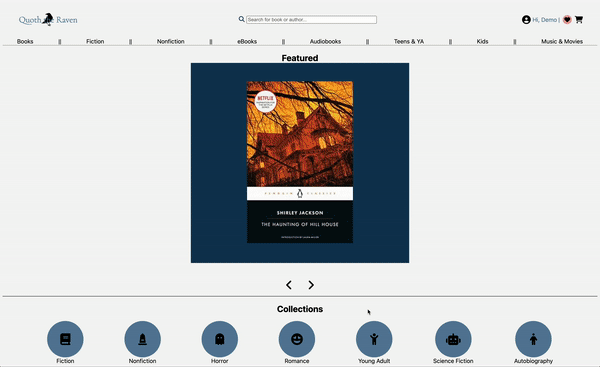 Quoth Raven
Search for book or author...
Hi, Demo |
Books || Fiction || Nonfiction || eBooks || Audiobooks || Teens & YA || Kids || Music & Movies
Featured
NETFLIX
PENGUIN CLASSICS
SHIRLEY JACKSON
THE HAUNTING OF HILL HOUSE
Collections
Fiction Nonfiction Horror Romance Young Adult Science Fiction Autobiography